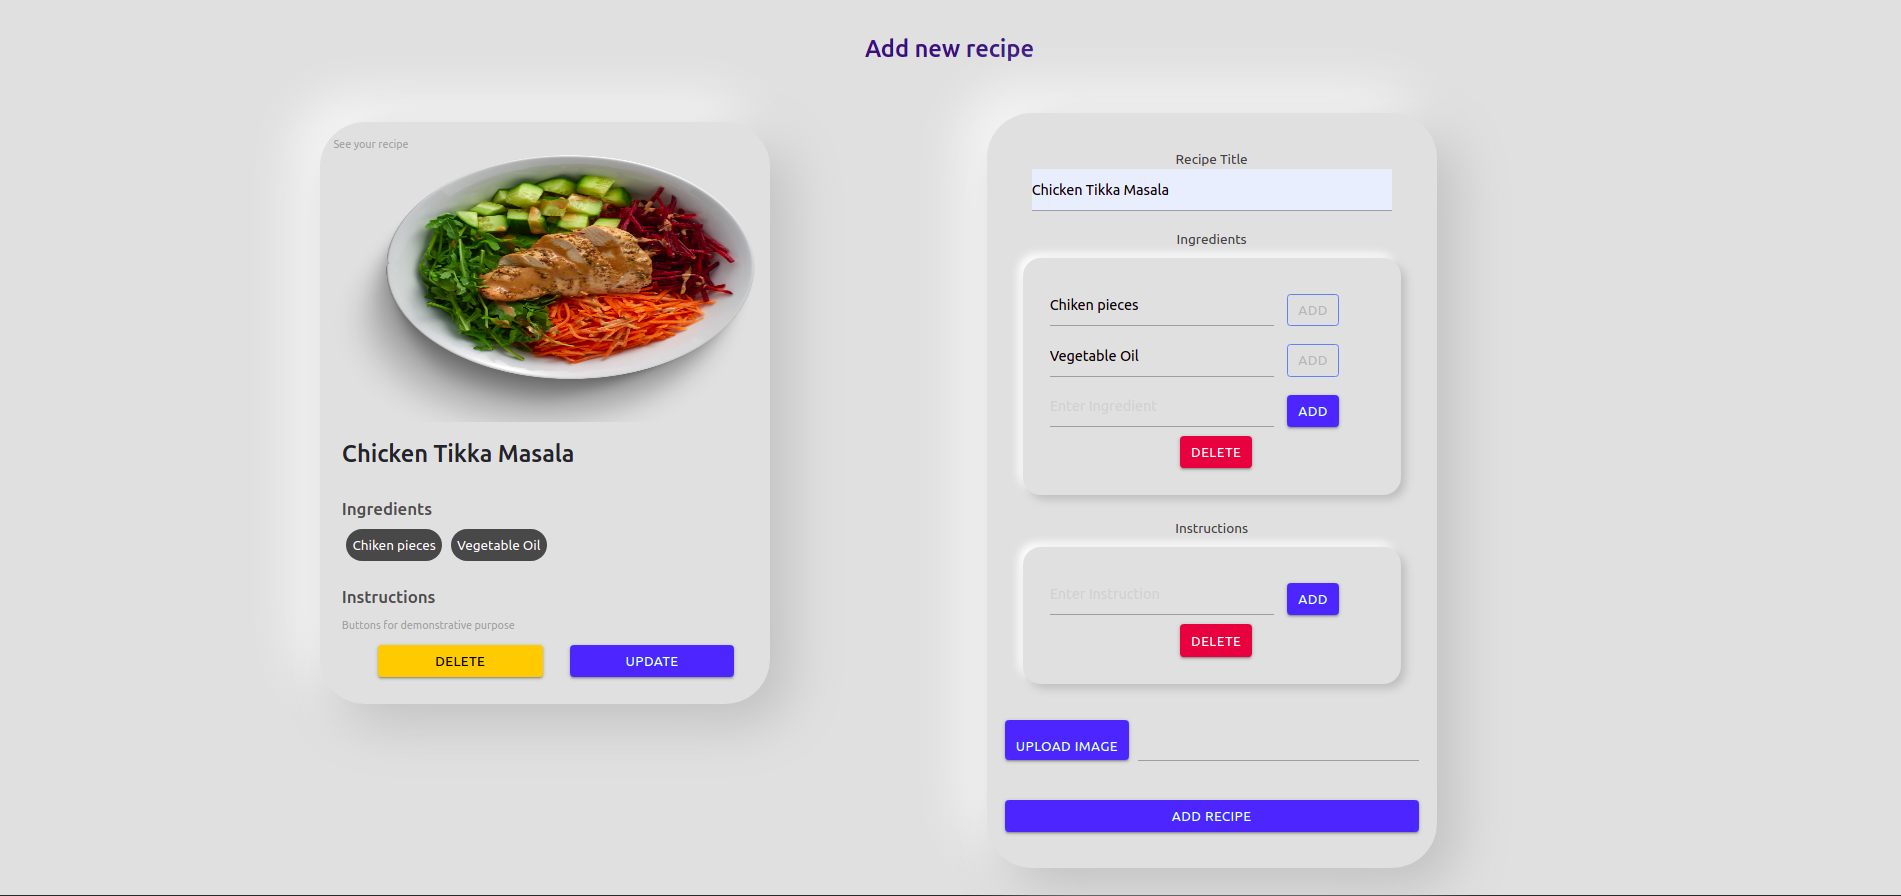 Add new recipe
See your recipe
Chicken Tikka Masala
Ingredients
Chiken pieces Vegetable Oil
Instructions
Buttons for demonstrative purpose
DELETE UPDATE
Recipe Title
Chicken Tikka Masala
Ingredients
Chiken pieces ADD
Vegetable Oil ADD
Enter Ingredient ADD
DELETE
Instructions
Enter Instruction ADD
DELETE
UPLOAD IMAGE
ADD RECIPE